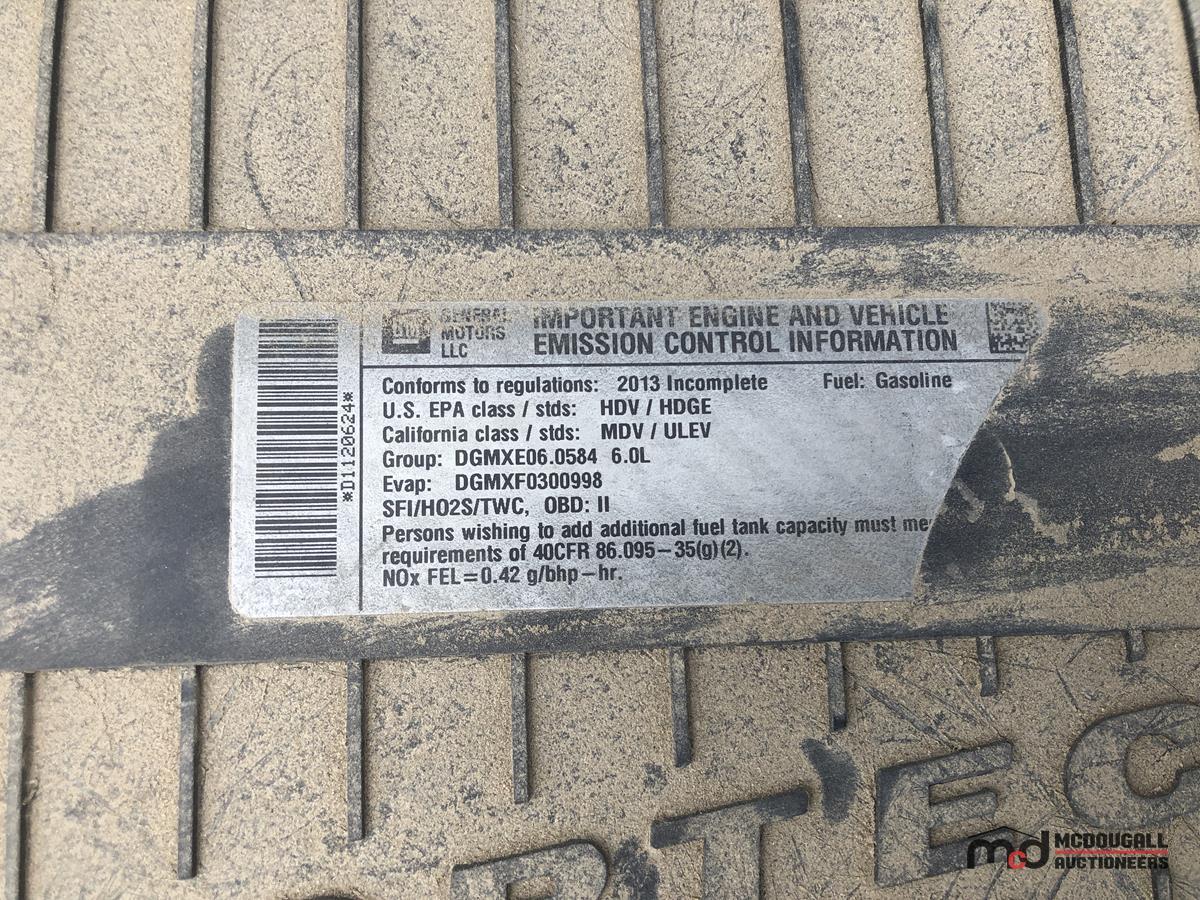 GM
GENERAL
MOTORS
LLC
IMPORTANT ENGINE AND VEHICLE
EMISSION CONTROL INFORMATION
*D1120624*
Conforms to regulations: 2013 Incomplete Fuel: Gasoline
U.S. EPA class / stds: HDV / HDGE
California class / stds: MDV / ULEV
Group: DGMXE06.0584 6.0L
Evap: DGMXF0300998
SFI/HO2S/TWC, OBD: II
Persons wishing to add additional fuel tank capacity must me
requirements of 40CFR 86.095-35(g)(2).
NOx FEL=0.42 g/bhp-hr.
RTEC
mcd MCDOUGALL
AUCTIONEERS